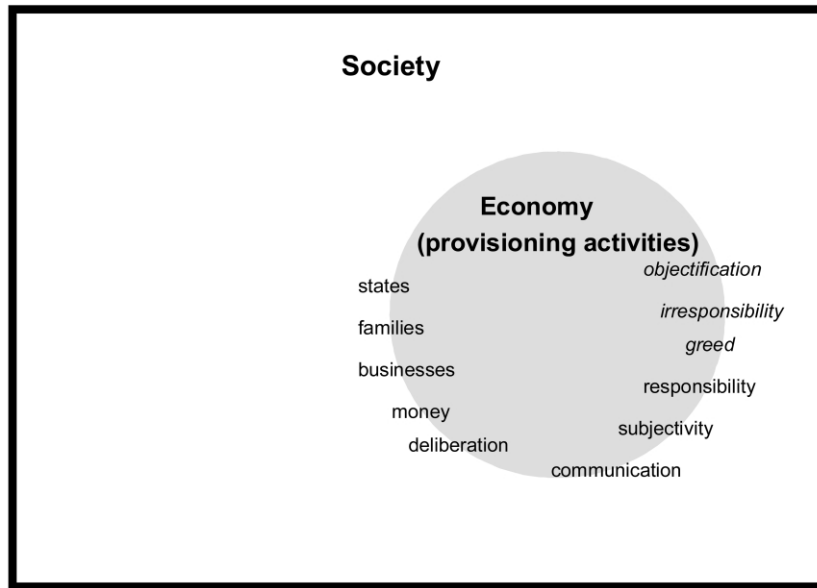 Society
Economy
(provisioning activities)
objectification
states
irresponsibility
families
greed
businesses
responsibility
money
subjectivity
deliberation
communication